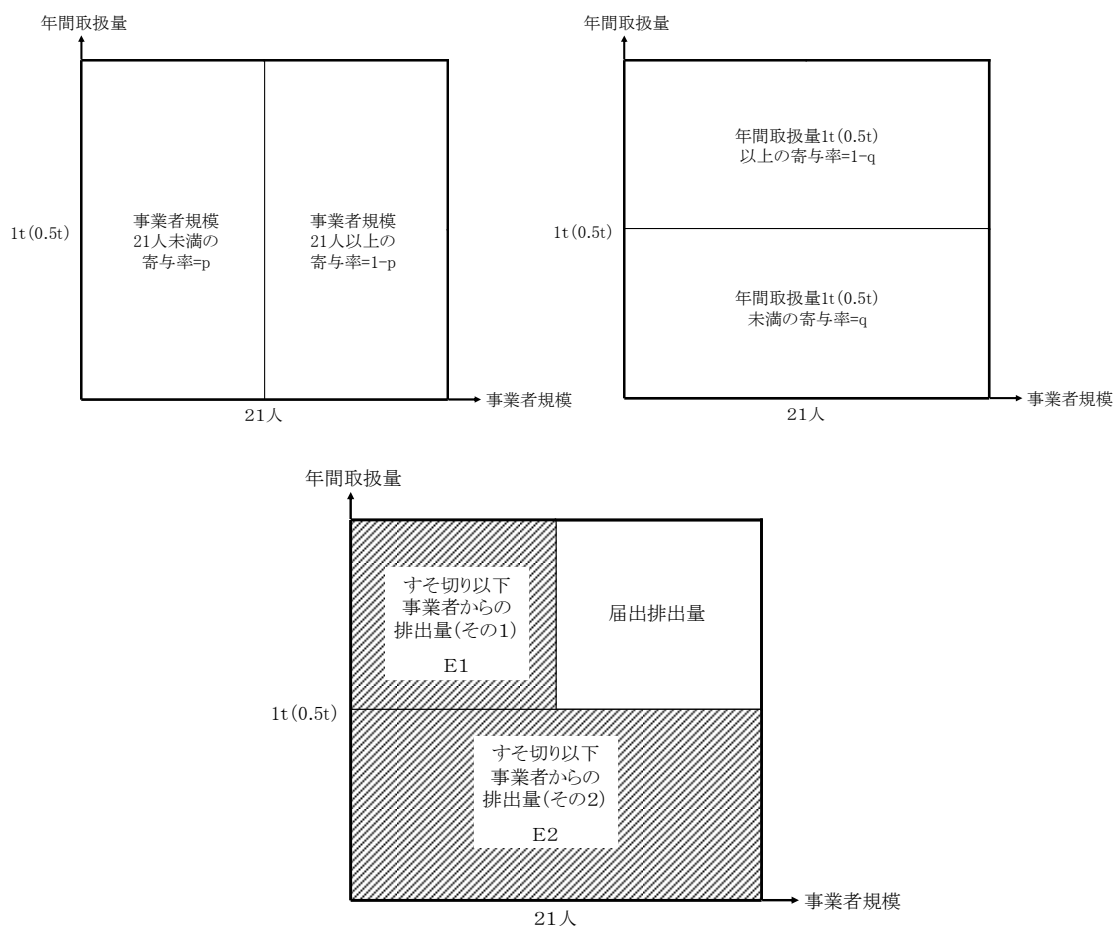 年間取扱量
1t(0.5t)
事業者規模
21人未満の
寄与率=p
事業者規模
21人以上の
寄与率=1-p
21人
事業者規模
年間取扱量
1t(0.5t)
年間取扱量1t(0.5t)
以上の寄与率=1-q
年間取扱量1t(0.5t)
未満の寄与率=q
21人
事業者規模
年間取扱量
すそ切り以下
事業者からの
排出量(その1)
E1
届出排出量
1t(0.5t)
すそ切り以下
事業者からの
排出量(その2)
E2
21人
事業者規模